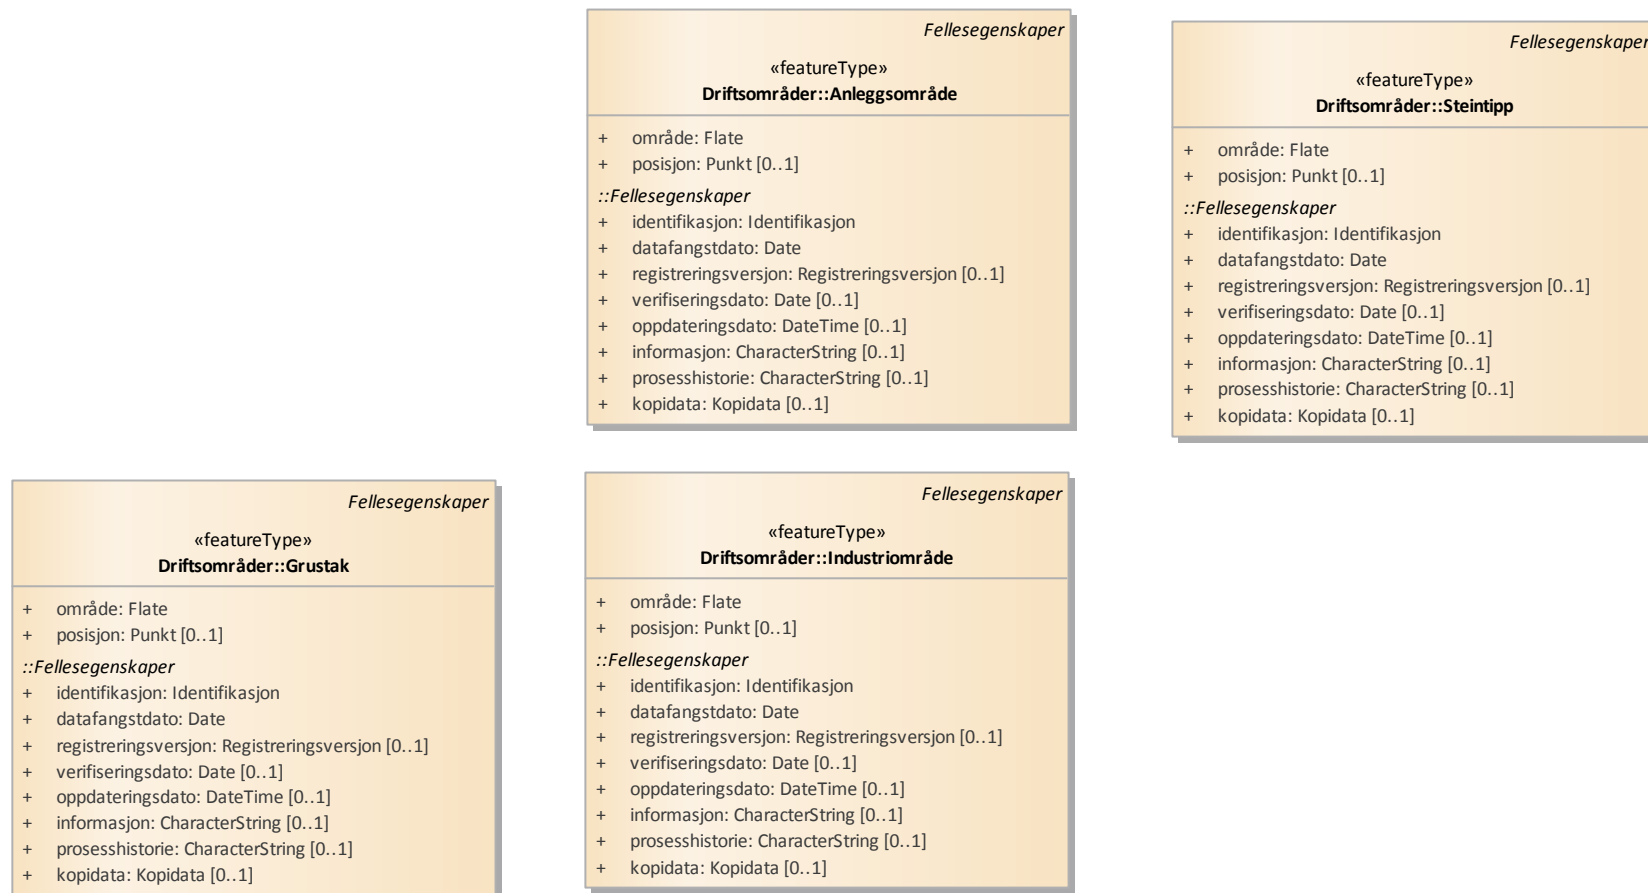 Fellesegenskaper
«featureType»
Driftsområder::Anleggsområde
+ område: Flate
+ posisjon: Punkt [0..1]
::Fellesegenskaper
+ identifikasjon: Identifikasjon
+ datafangstdato: Date
+ registreringsversjon: Registreringsversjon [0..1]
+ verifiseringsdato: Date [0..1]
+ oppdateringsdato: DateTime [0..1]
+ informasjon: CharacterString [0..1]
+ prosesshistorie: CharacterString [0..1]
+ kopidata: Kopidata [0..1]
Fellesegenskaper
«featureType»
Driftsområder::Steintipp
+ område: Flate
+ posisjon: Punkt [0..1]
::Fellesegenskaper
+ identifikasjon: Identifikasjon
+ datafangstdato: Date
+ registreringsversjon: Registreringsversjon [0..1]
+ verifiseringsdato: Date [0..1]
+ oppdateringsdato: DateTime [0..1]
+ informasjon: CharacterString [0..1]
+ prosesshistorie: CharacterString [0..1]
+ kopidata: Kopidata [0..1]
Fellesegenskaper
«featureType»
Driftsområder::Grustak
+ område: Flate
+ posisjon: Punkt [0..1]
::Fellesegenskaper
+ identifikasjon: Identifikasjon
+ datafangstdato: Date
+ registreringsversjon: Registreringsversjon [0..1]
+ verifiseringsdato: Date [0..1]
+ oppdateringsdato: DateTime [0..1]
+ informasjon: CharacterString [0..1]
+ prosesshistorie: CharacterString [0..1]
+ kopidata: Kopidata [0..1]
Fellesegenskaper
«featureType»
Driftsområder::Industriområde
+ område: Flate
+ posisjon: Punkt [0..1]
::Fellesegenskaper
+ identifikasjon: Identifikasjon
+ datafangstdato: Date
+ registreringsversjon: Registreringsversjon [0..1]
+ verifiseringsdato: Date [0..1]
+ oppdateringsdato: DateTime [0..1]
+ informasjon: CharacterString [0..1]
+ prosesshistorie: CharacterString [0..1]
+ kopidata: Kopidata [0..1]